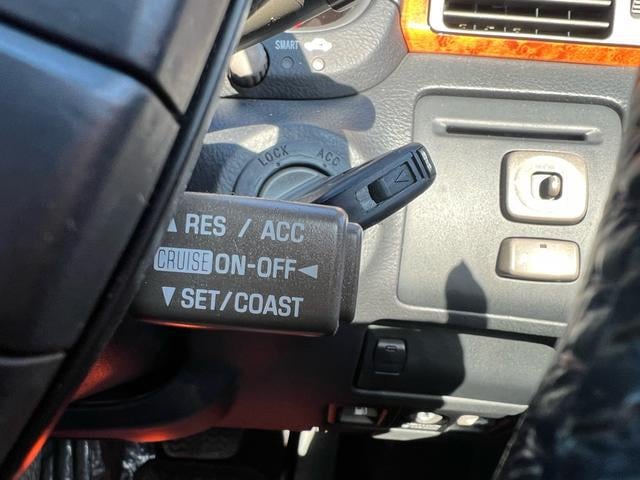 SMART
LOCK ACC
▲ RES / ACC
CRUISE ON-OFF ◄
▼ SET/COAST